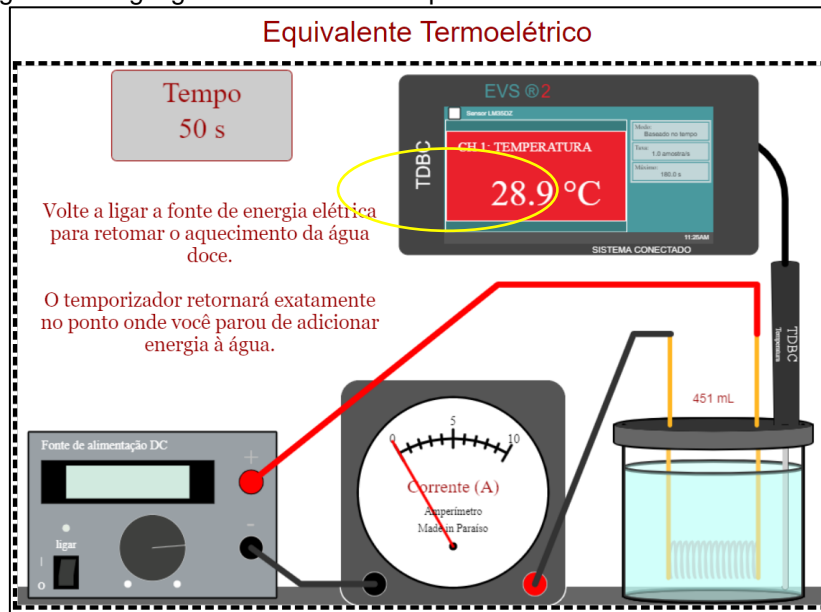 Equivalente Termoelétrico
Tempo
50 s
EVS ®2
Sensor LM35DZ
TDBC
CH 1: TEMPERATURA
28.9 °C
Modo:
Baseado no tempo
Taxa:
1.0 amostra/s
Máximo:
180.0 s
11:25AM
SISTEMA CONECTADO
Volte a ligar a fonte de energia elétrica
para retomar o aquecimento da água
doce.
O temporizador retornará exatamente
no ponto onde você parou de adicionar
energia à água.
TDBC
Temperatura
451 mL
Fonte de alimentação DC
+
-
ligar
I
O
0
5
10
Corrente (A)
Amperímetro
Made in Paraíso